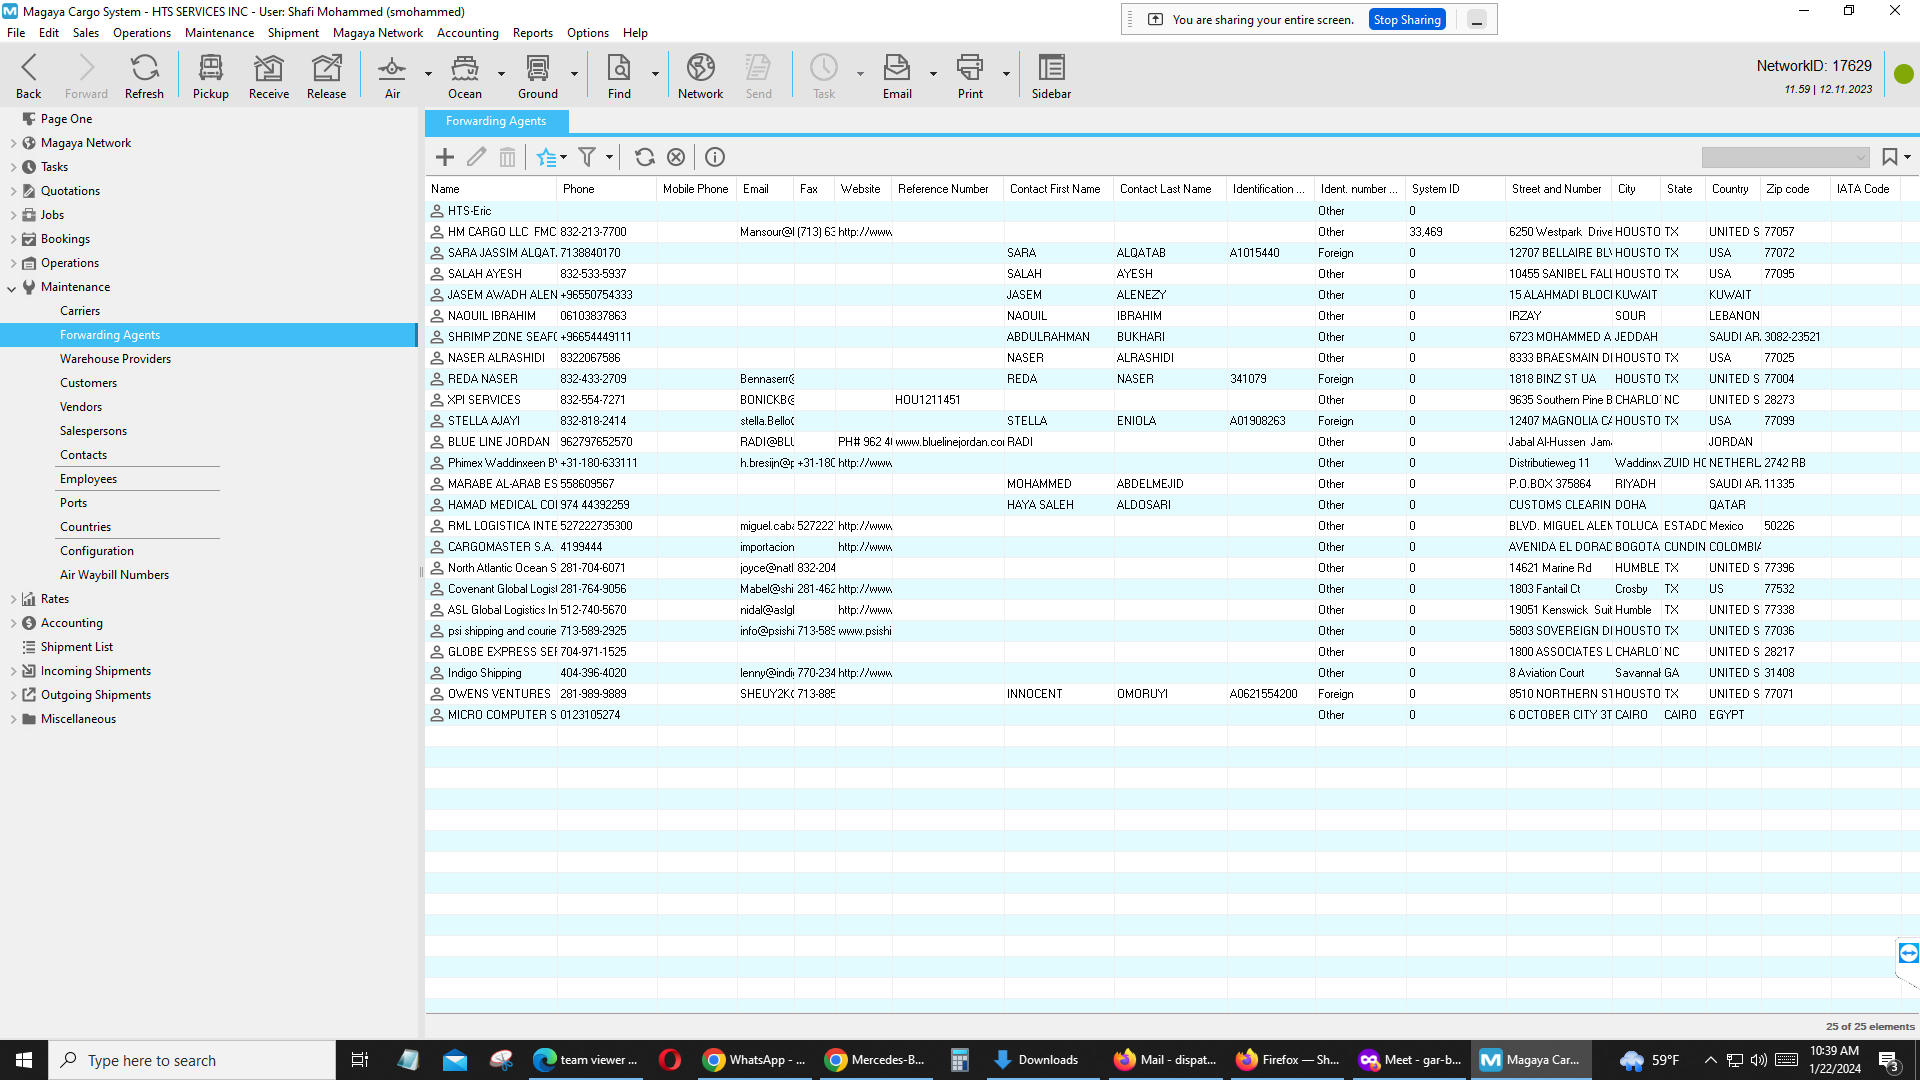 Magaya Cargo System - HTS SERVICES INC - User: Shafi Mohammed (smohammed)
You are sharing your entire screen. Stop Sharing
File Edit Sales Operations Maintenance Shipment Magaya Network Accounting Reports Options Help
Back Forward Refresh Pickup Receive Release Air Ocean Ground Find Network Send Task Email Print Sidebar
NetworkID: 17629
11.59 | 12.11.2023
Page One
Magaya Network
Tasks
Quotations
Jobs
Bookings
Operations
Maintenance
Carriers
Forwarding Agents
Warehouse Providers
Customers
Vendors
Salespersons
Contacts
Employees
Ports
Countries
Configuration
Air Waybill Numbers
Rates
Accounting
Shipment List
Incoming Shipments
Outgoing Shipments
Miscellaneous
Forwarding Agents
Name Phone Mobile Phone Email Fax Website Reference Number Contact First Name Contact Last Name Identification ... Ident. number ... System ID Street and Number City State Country Zip code IATA Code
HTS-Eric Other 0
HM CARGO LLC FMC 832-213-7700 Mansour@ (713) 63 http://www Other 33,469 6250 Westpark Drive HOUSTO TX UNITED S 77057
SARA JASSIM ALQAT. 7138840170 SARA ALQATAB A1015440 Foreign 0 12707 BELLAIRE BL HOUSTO TX USA 77072
SALAH AYESH 832-533-5937 SALAH AYESH Other 0 10455 SANIBEL FALL HOUSTO TX USA 77095
JASEM AWADH ALEN +96550754333 JASEM ALENEZY Other 0 15 ALAHMADI BLOC KUWAIT KUWAIT
NAOUIL IBRAHIM 06103837863 NAOUIL IBRAHIM Other 0 IRZAY SOUR LEBANON
SHRIMP ZONE SEAF +96654449111 ABDULRAHMAN BUKHARI Other 0 6723 MOHAMMED A JEDDAH SAUDI AR. 3082-23521
NASER ALRASHIDI 8322067586 NASER ALRASHIDI Other 0 8333 BRAESMAIN D HOUSTO TX USA 77025
REDA NASER 832-433-2709 Bennaserr@ REDA NASER 341079 Foreign 0 1818 BINZ ST UA HOUSTO TX UNITED S 77004
XPI SERVICES 832-554-7271 BONICKB@ HOU1211451 Other 0 9635 Southern Pine B CHARLO NC UNITED S 28273
STELLA AJAYI 832-818-2414 stella.Bello STELLA ENIOLA A01908263 Foreign 0 12407 MAGNOLIA CA HOUSTO TX USA 77099
BLUE LINE JORDAN 962797652570 RADI@BLU PH# 962 4 www.bluelinejordan.co RADI Other 0 Jabal Al-Hussen Jam JORDAN
Phimex Waddinxeen B +31-180-633111 h.bresijn@p +31-180 http://www Other 0 Distributieweg 11 Waddinx ZUID HO NETHERL 2742 RB
MARABE AL-ARAB ES 558609567 MOHAMMED ABDELMEJID Other 0 P.O.BOX 375864 RIYADH SAUDI AR. 11335
HAMAD MEDICAL CO 974 44392259 HAYA SALEH ALDOSARI Other 0 CUSTOMS CLEARIN DOHA QATAR
RML LOGISTICA INTE 527222735300 miguel.caba 527222 http://www Other 0 BLVD. MIGUEL ALEM TOLUCA ESTADO Mexico 50226
CARGOMASTER S.A. 4199444 importacion http://www Other 0 AVENIDA EL DORAD BOGOTA CUNDIN COLOMBIA
North Atlantic Ocean S 281-704-6071 joyce@natl 832-204 Other 0 14621 Marine Rd HUMBLE TX UNITED S 77396
Covenant Global Logist 281-764-9056 Mabel@shi 281-462 http://www Other 0 1803 Fantail Ct Crosby TX US 77532
ASL Global Logistics In 512-740-5670 nidal@aslgl http://www Other 0 19051 Kenswick Suit Humble TX UNITED S 77338
psi shipping and courie 713-589-2925 info@psishi 713-589 www.psishi Other 0 5803 SOVEREIGN D HOUSTO TX UNITED S 77036
GLOBE EXPRESS SER 704-971-1525 Other 0 1800 ASSOCIATES L CHARLO NC UNITED S 28217
Indigo Shipping 404-396-4020 lenny@indi 770-234 http://www Other 0 8 Aviation Court Savannah GA UNITED S 31408
OWENS VENTURES 281-989-9889 SHEUY2K 713-885 INNOCENT OMORUYI A0621554200 Foreign 0 8510 NORTHERN ST HOUSTO TX UNITED S 77071
MICRO COMPUTER S 0123105274 Other 0 6 OCTOBER CITY 3T CAIRO CAIRO EGYPT
25 of 25 elements
Type here to search team viewer ... WhatsApp - ... Mercedes-B... Downloads Mail - dispat... Firefox — Sh... Meet - gar-b... Magaya Car... 59°F 10:39 AM
1/22/2024 3